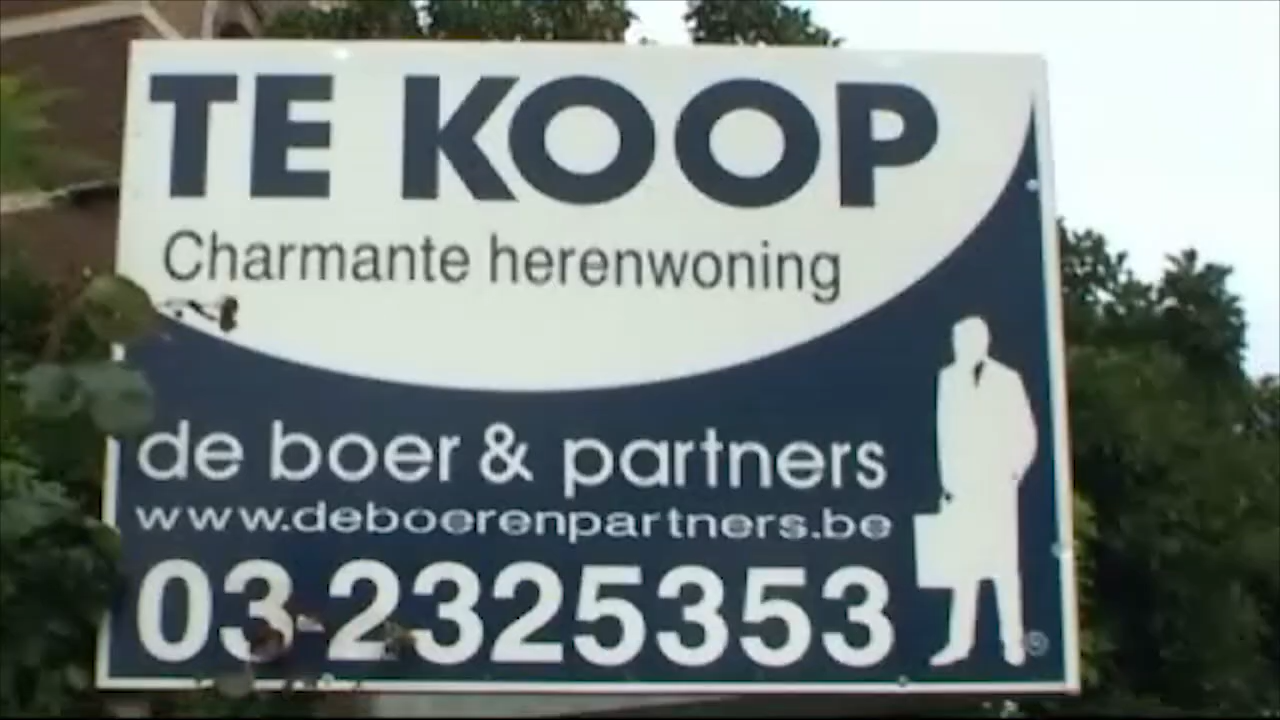 TE KOOP
Charmante herenwoning
de boer & partners
www.deboerenpartners.be
03 2325353
®